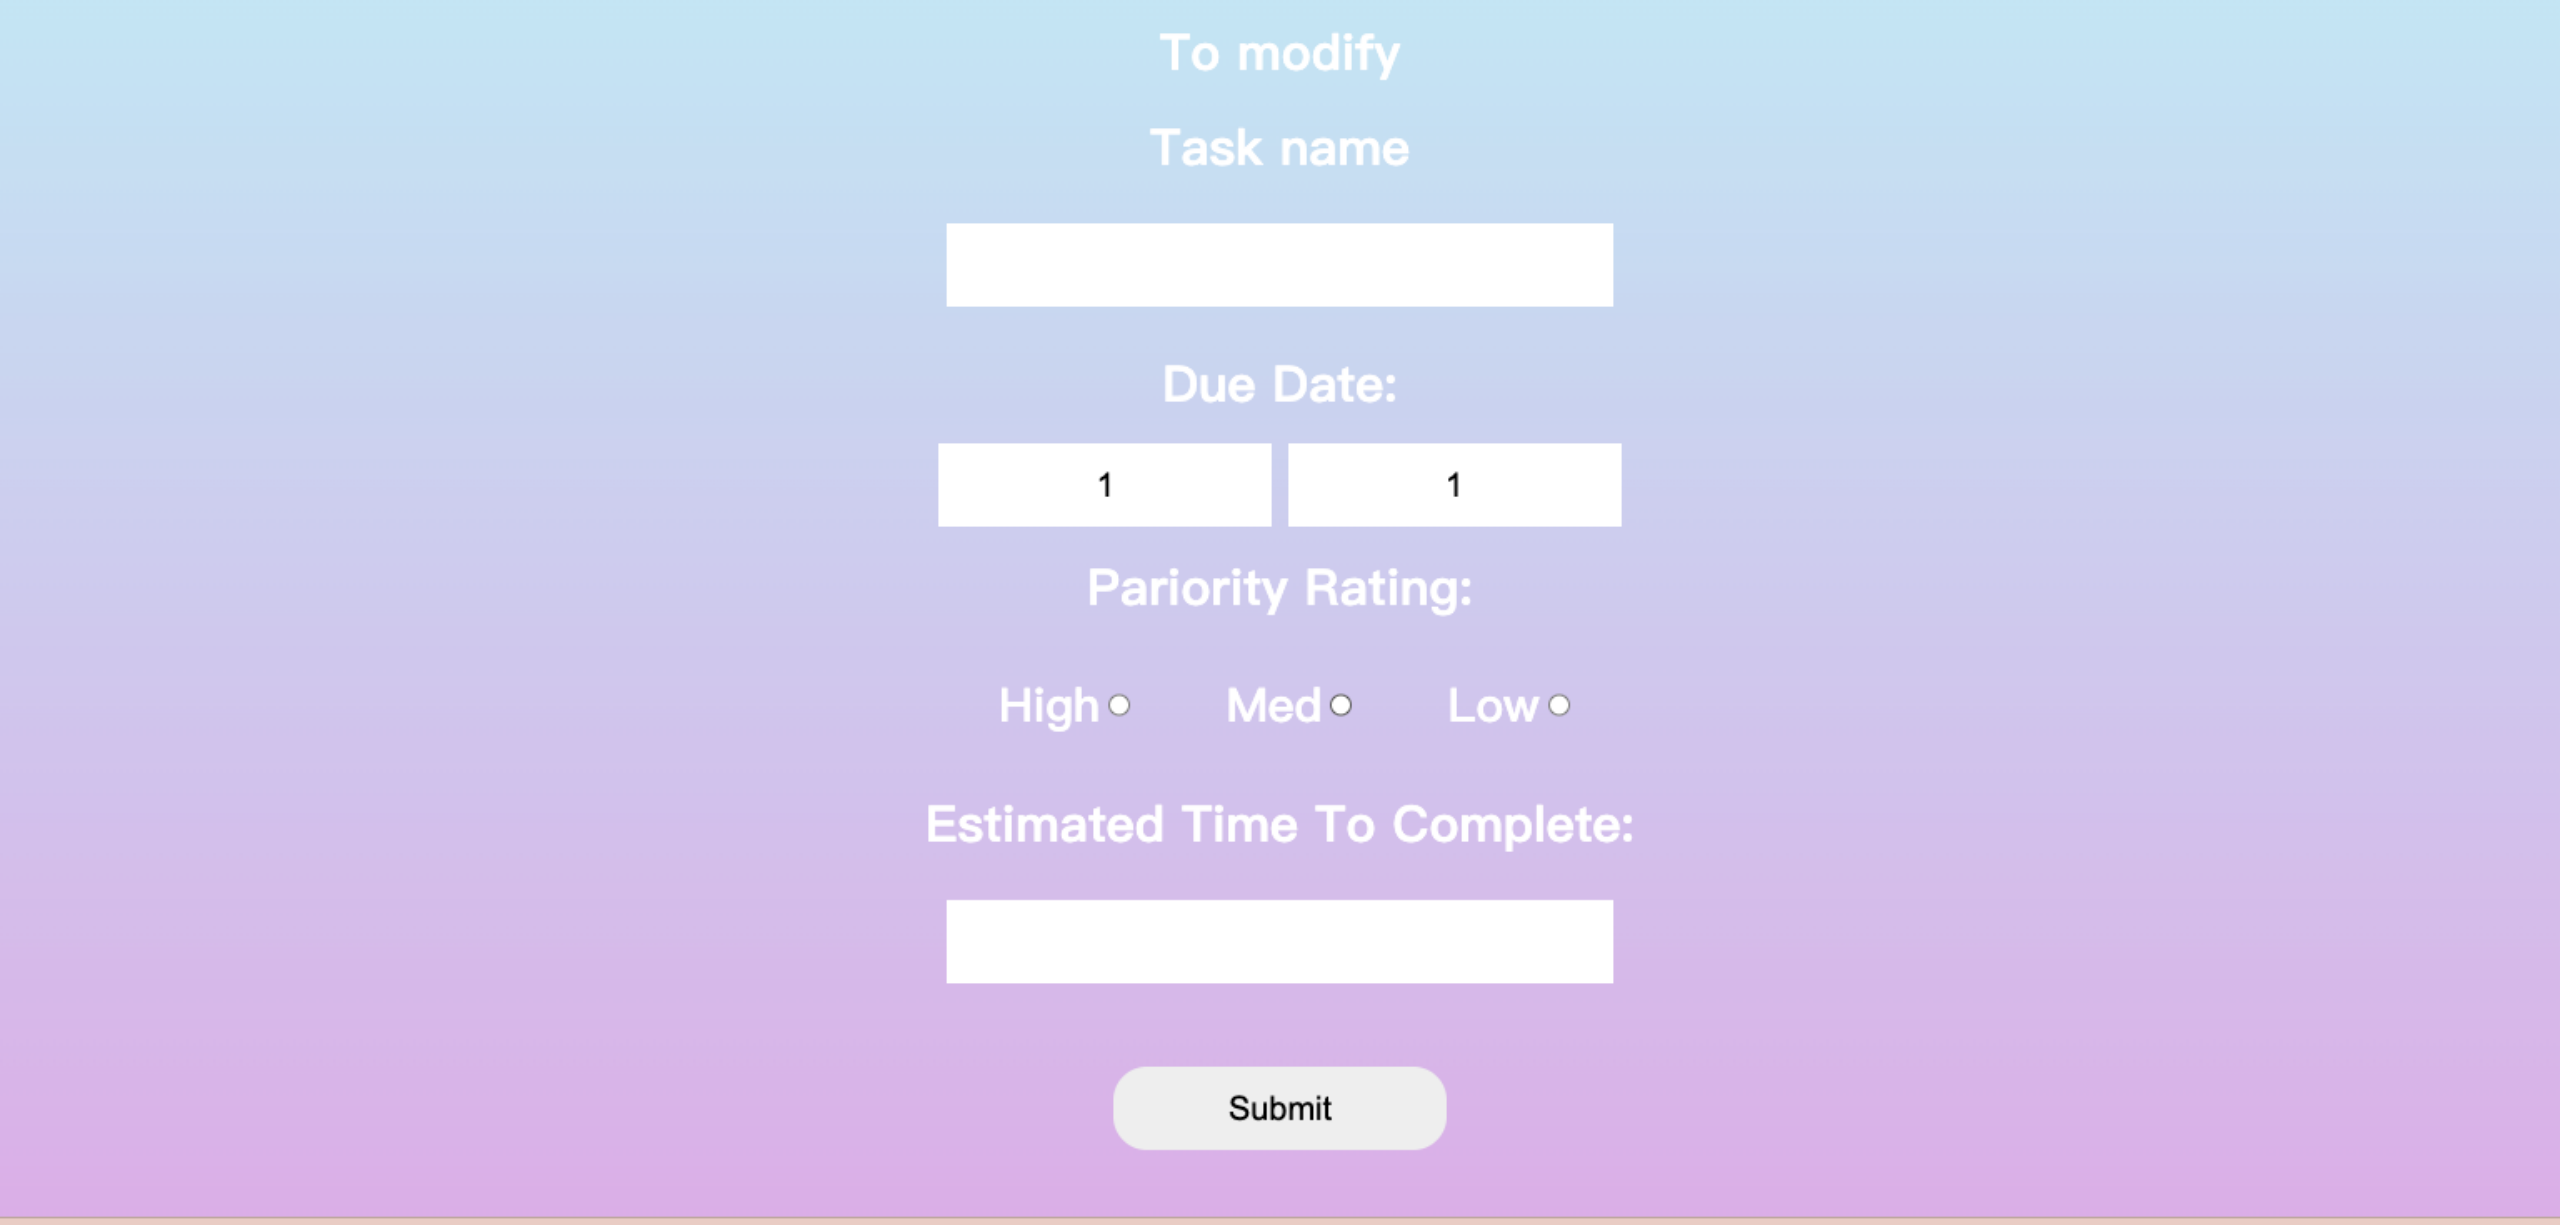 To modify
Task name
Due Date:
1 1
Pariority Rating:
High Med Low
Estimated Time To Complete:
Submit